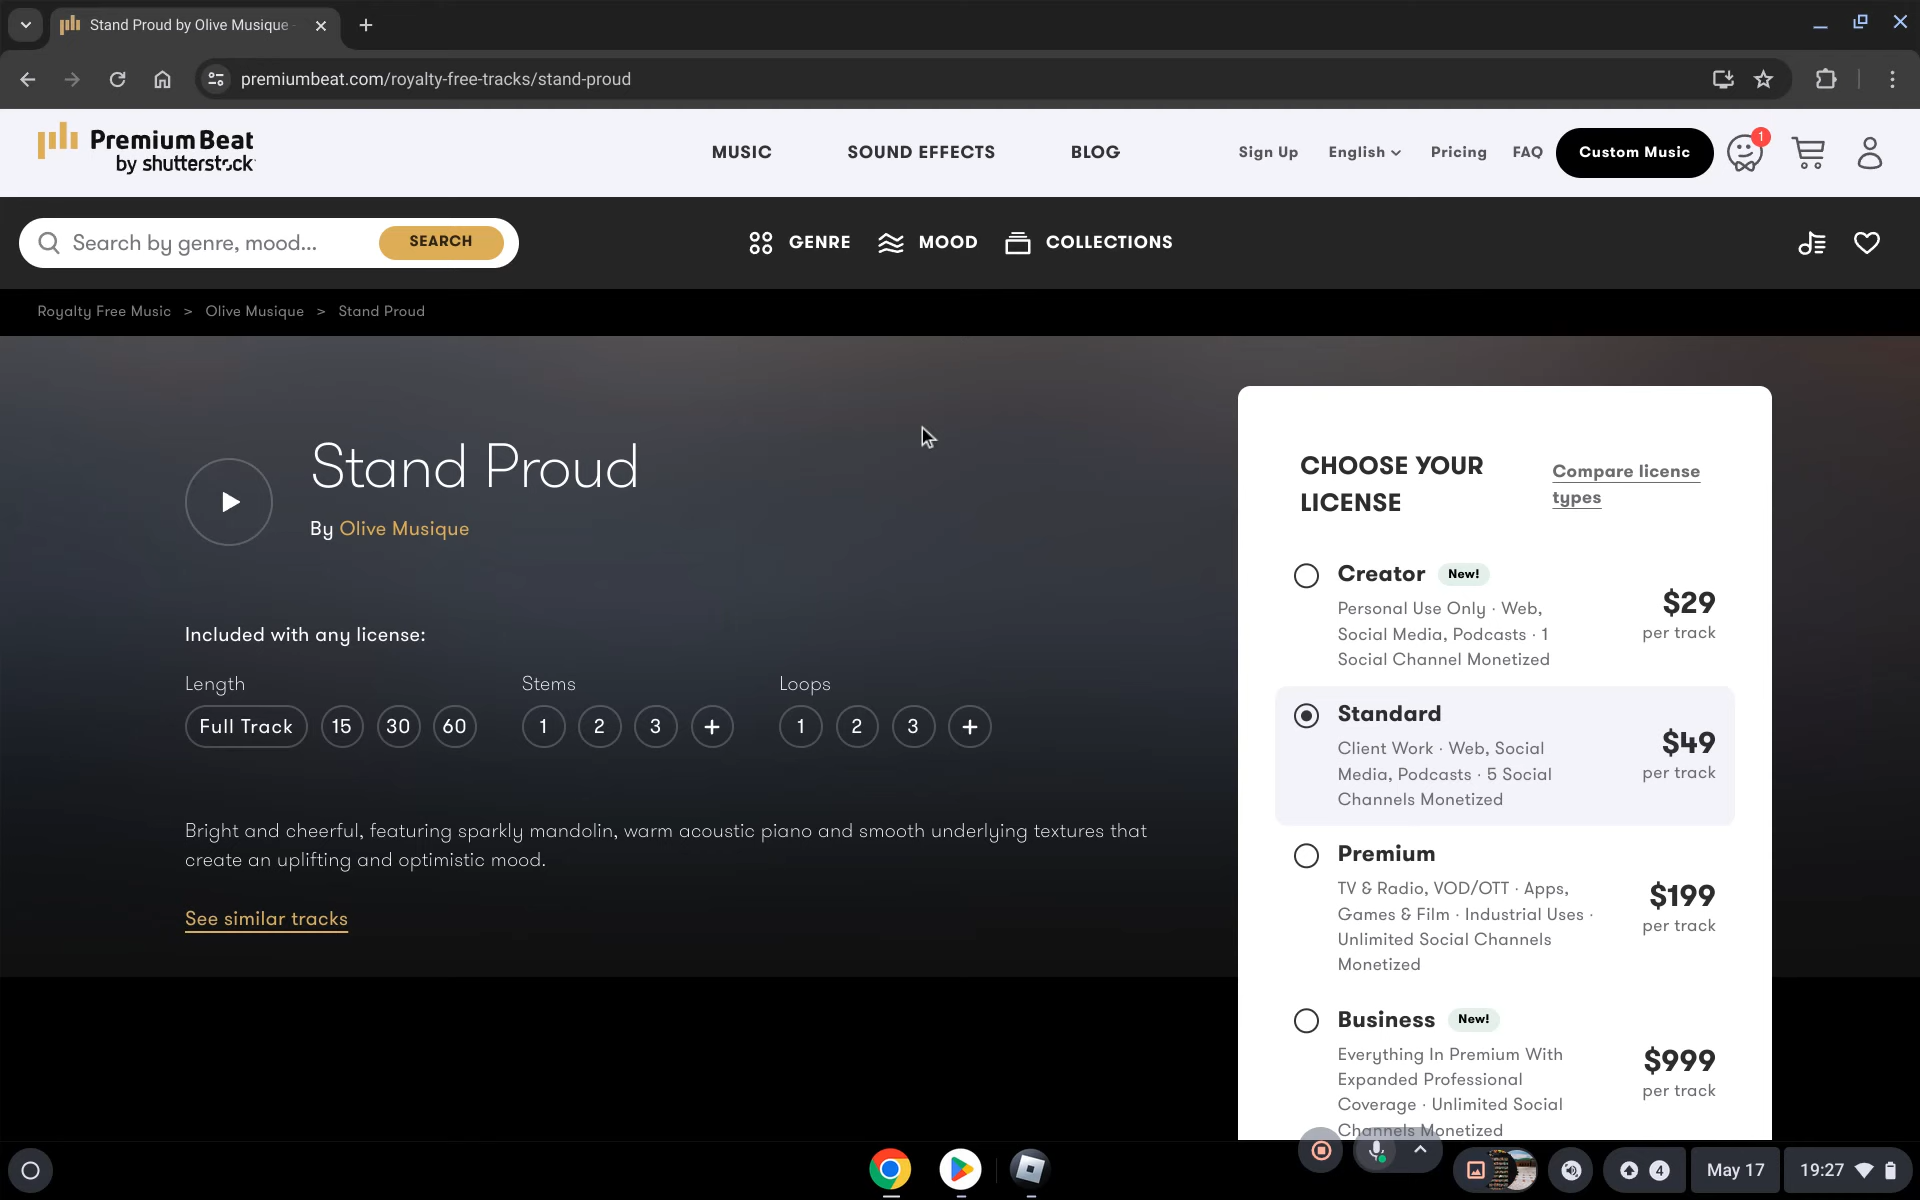 Stand Proud by Olive Musique -
premiumbeat.com/royalty-free-tracks/stand-proud
PremiumBeat
by shutterstock
MUSIC
SOUND EFFECTS
BLOG
Sign Up
English
Pricing
FAQ
Custom Music
1
Search by genre, mood...
SEARCH
GENRE
MOOD
COLLECTIONS
Royalty Free Music > Olive Musique > Stand Proud
Stand Proud
By Olive Musique
Included with any license:
Length
Stems
Loops
Full Track 15 30 60
1 2 3 +
1 2 3 +
Bright and cheerful, featuring sparkly mandolin, warm acoustic piano and smooth underlying textures that
create an uplifting and optimistic mood.
See similar tracks
CHOOSE YOUR
LICENSE
Compare license
types
Creator New!
Personal Use Only · Web,
Social Media, Podcasts · 1
Social Channel Monetized
$29
per track
Standard
Client Work · Web, Social
Media, Podcasts · 5 Social
Channels Monetized
$49
per track
Premium
TV & Radio, VOD/OTT · Apps,
Games & Film · Industrial Uses ·
Unlimited Social Channels
Monetized
$199
per track
Business New!
Everything In Premium With
Expanded Professional
Coverage · Unlimited Social
Channels Monetized
$999
per track
4
May 17
19:27